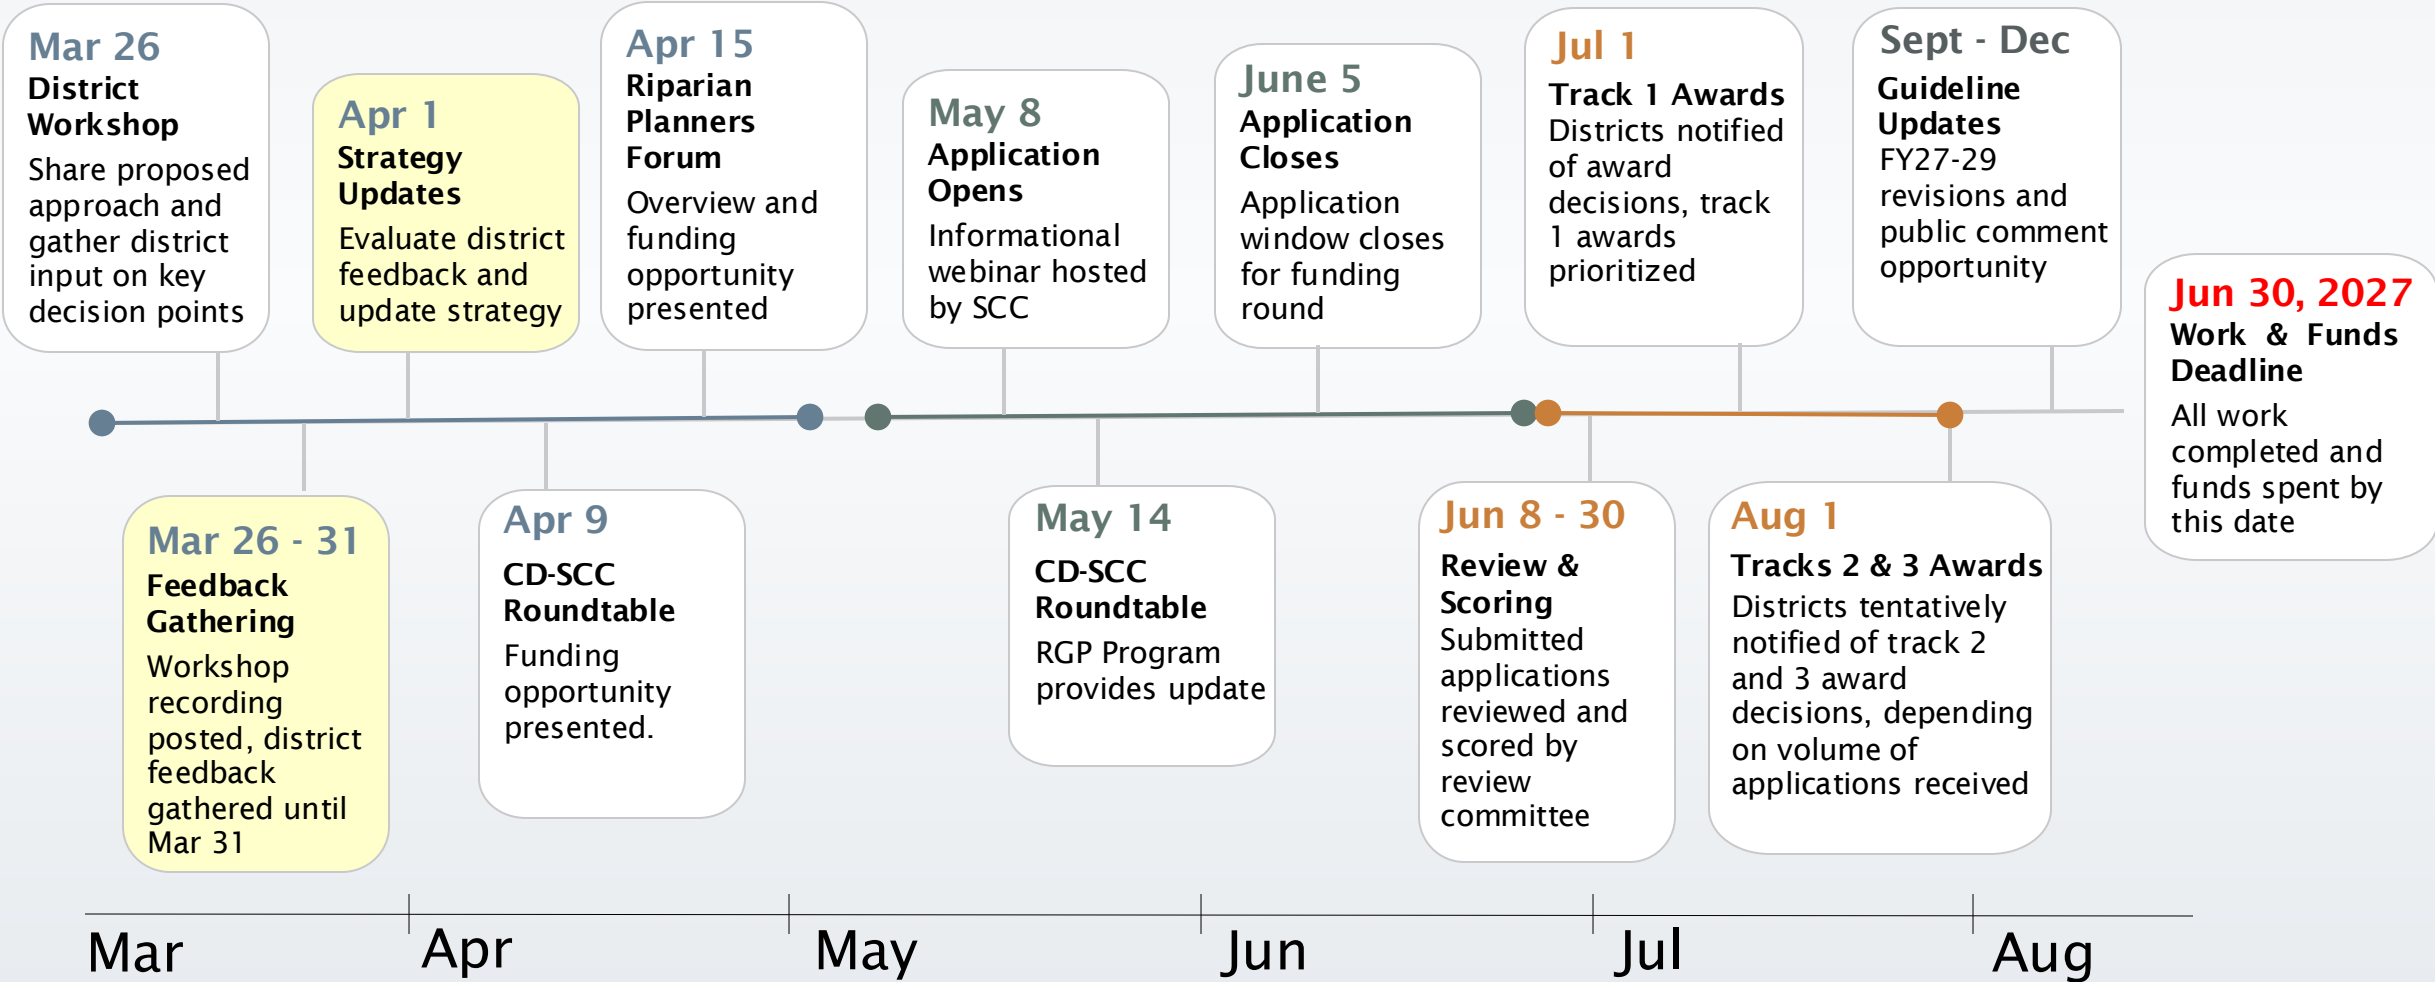 Mar 26
District
Workshop
Share proposed
approach and
gather district
input on key
decision points
Apr 1
Strategy
Updates
Evaluate district
feedback and
update strategy
Apr 15
Riparian
Planners
Forum
Overview and
funding
opportunity
presented
May 8
Application
Opens
Informational
webinar hosted
by SCC
June 5
Application
Closes
Application
window closes
for funding
round
Jul 1
Track 1 Awards
Districts notified
of award
decisions, track
1 awards
prioritized
Sept - Dec
Guideline
Updates
FY27-29
revisions and
public comment
opportunity
Jun 30, 2027
Work & Funds
Deadline
All work
completed and
funds spent by
this date
Mar 26 - 31
Feedback
Gathering
Workshop
recording
posted, district
feedback
gathered until
Mar 31
Apr 9
CD-SCC
Roundtable
Funding
opportunity
presented.
May 14
CD-SCC
Roundtable
RGP Program
provides update
Jun 8 - 30
Review &
Scoring
Submitted
applications
reviewed and
scored by
review
committee
Aug 1
Tracks 2 & 3 Awards
Districts tentatively
notified of track 2
and 3 award
decisions, depending
on volume of
applications received
Mar
Apr
May
Jun
Jul
Aug